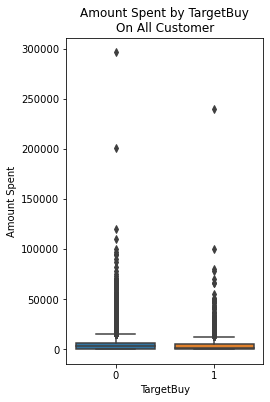 Amount Spent by TargetBuy
On All Customer
300000
250000
200000
150000
100000
50000
0
Amount Spent
0 1
TargetBuy